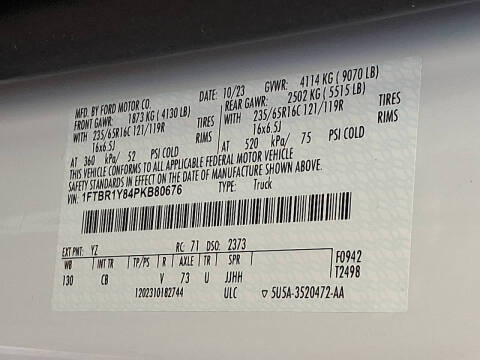 MFD. BY FORD MOTOR CO.
DATE: 10/23 GVWR: 4114 KG (9070 LB)
FRONT GAWR: 1873 KG (4130 LB) REAR GAWR: 2502 KG (5515 LB)
WITH WITH
235/65R16C 121/119R TIRES 235/65R16C 121/119R TIRES
16x6.5J RIMS 16x6.5J RIMS
AT 360 kPa/ 52 PSI COLD AT 520 kPa/ 75 PSI COLD
THIS VEHICLE CONFORMS TO ALL APPLICABLE FEDERAL MOTOR VEHICLE
SAFETY STANDARDS IN EFFECT ON THE DATE OF MANUFACTURE SHOWN ABOVE.
VIN: 1FTBR1Y84PKB80676 TYPE: Truck
EXT PNT: YZ RC: 71 DSO: 2373
WB INT TR TP/PS R AXLE TR SPR F0942
130 CB V 73 U JJHH T2498
1202310182744 ULC ▽ 5U5A-3520472-AA